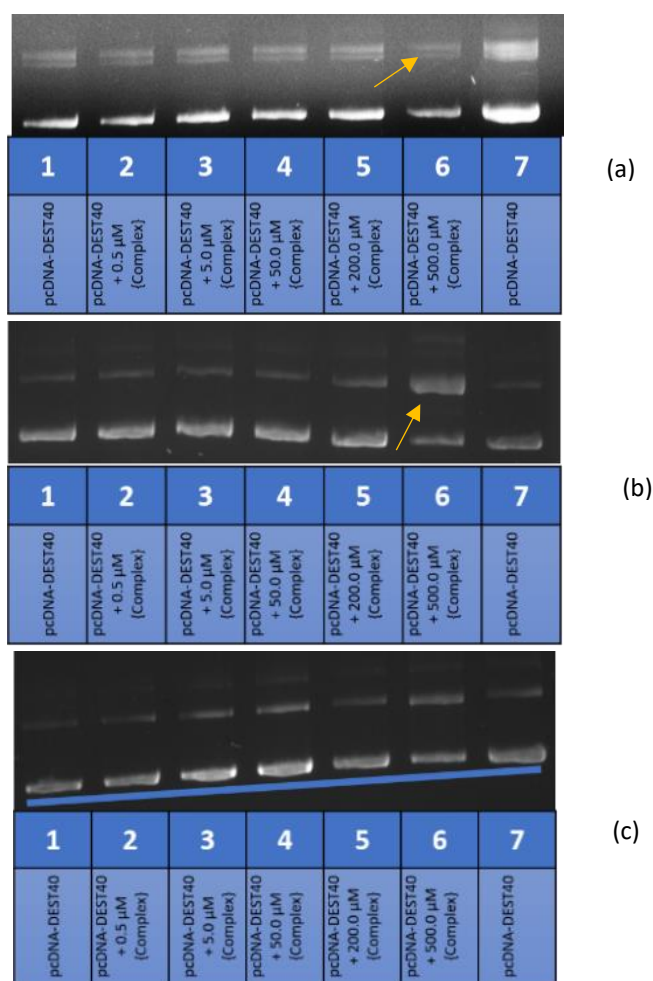 1 2 3 4 5 6 7
(a)
pcDNA-DEST40
pcDNA-DEST40
+ 0.5 µM
{Complex}
pcDNA-DEST40
+ 5.0 µM
{Complex}
pcDNA-DEST40
+ 50.0 µM
{Complex}
pcDNA-DEST40
+ 200.0 µM
{Complex}
pcDNA-DEST40
+ 500.0 µM
{Complex}
pcDNA-DEST40
1 2 3 4 5 6 7
(b)
pcDNA-DEST40
pcDNA-DEST40
+ 0.5 µM
{Complex}
pcDNA-DEST40
+ 5.0 µM
{Complex}
pcDNA-DEST40
+ 50.0 µM
{Complex}
pcDNA-DEST40
+ 200.0 µM
{Complex}
pcDNA-DEST40
+ 500.0 µM
{Complex}
pcDNA-DEST40
1 2 3 4 5 6 7
(c)
pcDNA-DEST40
pcDNA-DEST40
+ 0.5 µM
{Complex}
pcDNA-DEST40
+ 5.0 µM
{Complex}
pcDNA-DEST40
+ 50.0 µM
{Complex}
pcDNA-DEST40
+ 200.0 µM
{Complex}
pcDNA-DEST40
+ 500.0 µM
{Complex}
pcDNA-DEST40